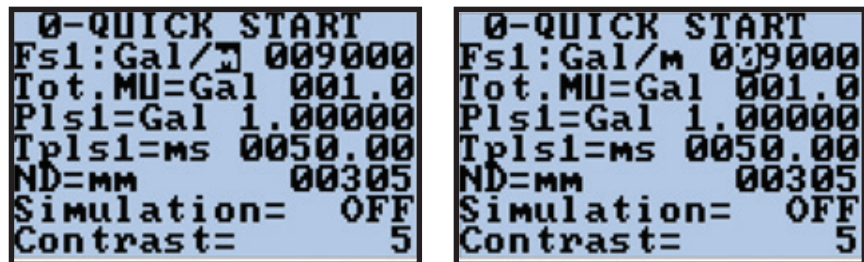 0-QUICK START
Fs1:Gal/m 009000
Tot.MU=Gal 001.0
Pls1=Gal 1.00000
Tpls1=ms 0050.00
ND=mm 00305
Simulation= OFF
Contrast= 5
0-QUICK START
Fs1:Gal/m 009000
Tot.MU=Gal 001.0
Pls1=Gal 1.00000
Tpls1=ms 0050.00
ND=mm 00305
Simulation= OFF
Contrast= 5